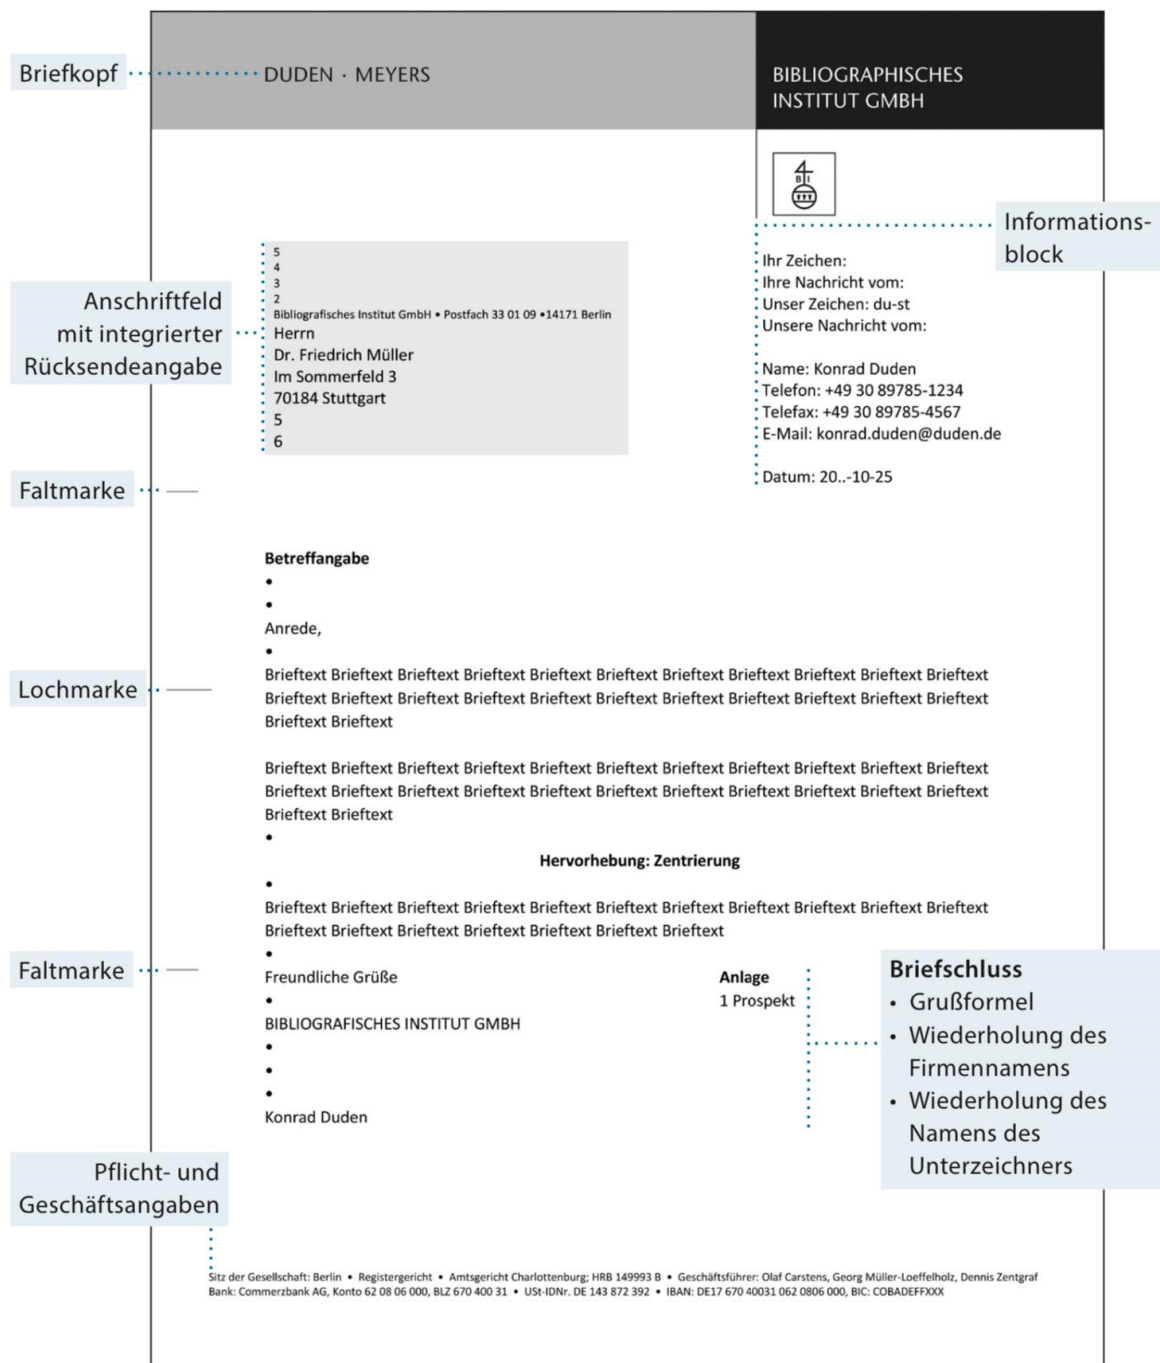 Briefkopf
DUDEN · MEYERS
BIBLIOGRAPHISCHES
INSTITUT GMBH
B I
Informations-
block
Anschriftfeld
mit integrierter
Rücksendeangabe
5
4
3
2
Bibliografisches Institut GmbH • Postfach 33 01 09 •14171 Berlin
Herrn
Dr. Friedrich Müller
Im Sommerfeld 3
70184 Stuttgart
5
6
Ihr Zeichen:
Ihre Nachricht vom:
Unser Zeichen: du-st
Unsere Nachricht vom:
Name: Konrad Duden
Telefon: +49 30 89785-1234
Telefax: +49 30 89785-4567
E-Mail: konrad.duden@duden.de
Datum: 20..-10-25
Faltmarke
Betreffangabe
•
•
Anrede,
•
Lochmarke
Brieftext Brieftext Brieftext Brieftext Brieftext Brieftext Brieftext Brieftext Brieftext Brieftext Brieftext
Brieftext Brieftext Brieftext Brieftext Brieftext Brieftext Brieftext Brieftext Brieftext Brieftext Brieftext
Brieftext Brieftext
Brieftext Brieftext Brieftext Brieftext Brieftext Brieftext Brieftext Brieftext Brieftext Brieftext Brieftext
Brieftext Brieftext Brieftext Brieftext Brieftext Brieftext Brieftext Brieftext Brieftext Brieftext Brieftext
Brieftext Brieftext
•
Hervorhebung: Zentrierung
•
Brieftext Brieftext Brieftext Brieftext Brieftext Brieftext Brieftext Brieftext Brieftext Brieftext Brieftext
Brieftext Brieftext Brieftext Brieftext Brieftext Brieftext Brieftext
•
Faltmarke
Freundliche Grüße
•
BIBLIOGRAFISCHES INSTITUT GMBH
•
•
•
Konrad Duden
Anlage
1 Prospekt
Briefschluss
• Grußformel
• Wiederholung des
Firmennamens
• Wiederholung des
Namens des
Unterzeichners
Pflicht- und
Geschäftsangaben
Sitz der Gesellschaft: Berlin • Registergericht • Amtsgericht Charlottenburg; HRB 149993 B • Geschäftsführer: Olaf Carstens, Georg Müller-Loeffelholz, Dennis Zentgraf
Bank: Commerzbank AG, Konto 62 08 06 000, BLZ 670 400 31 • USt-IDNr. DE 143 872 392 • IBAN: DE17 670 40031 062 0806 000, BIC: COBADEFFXXX